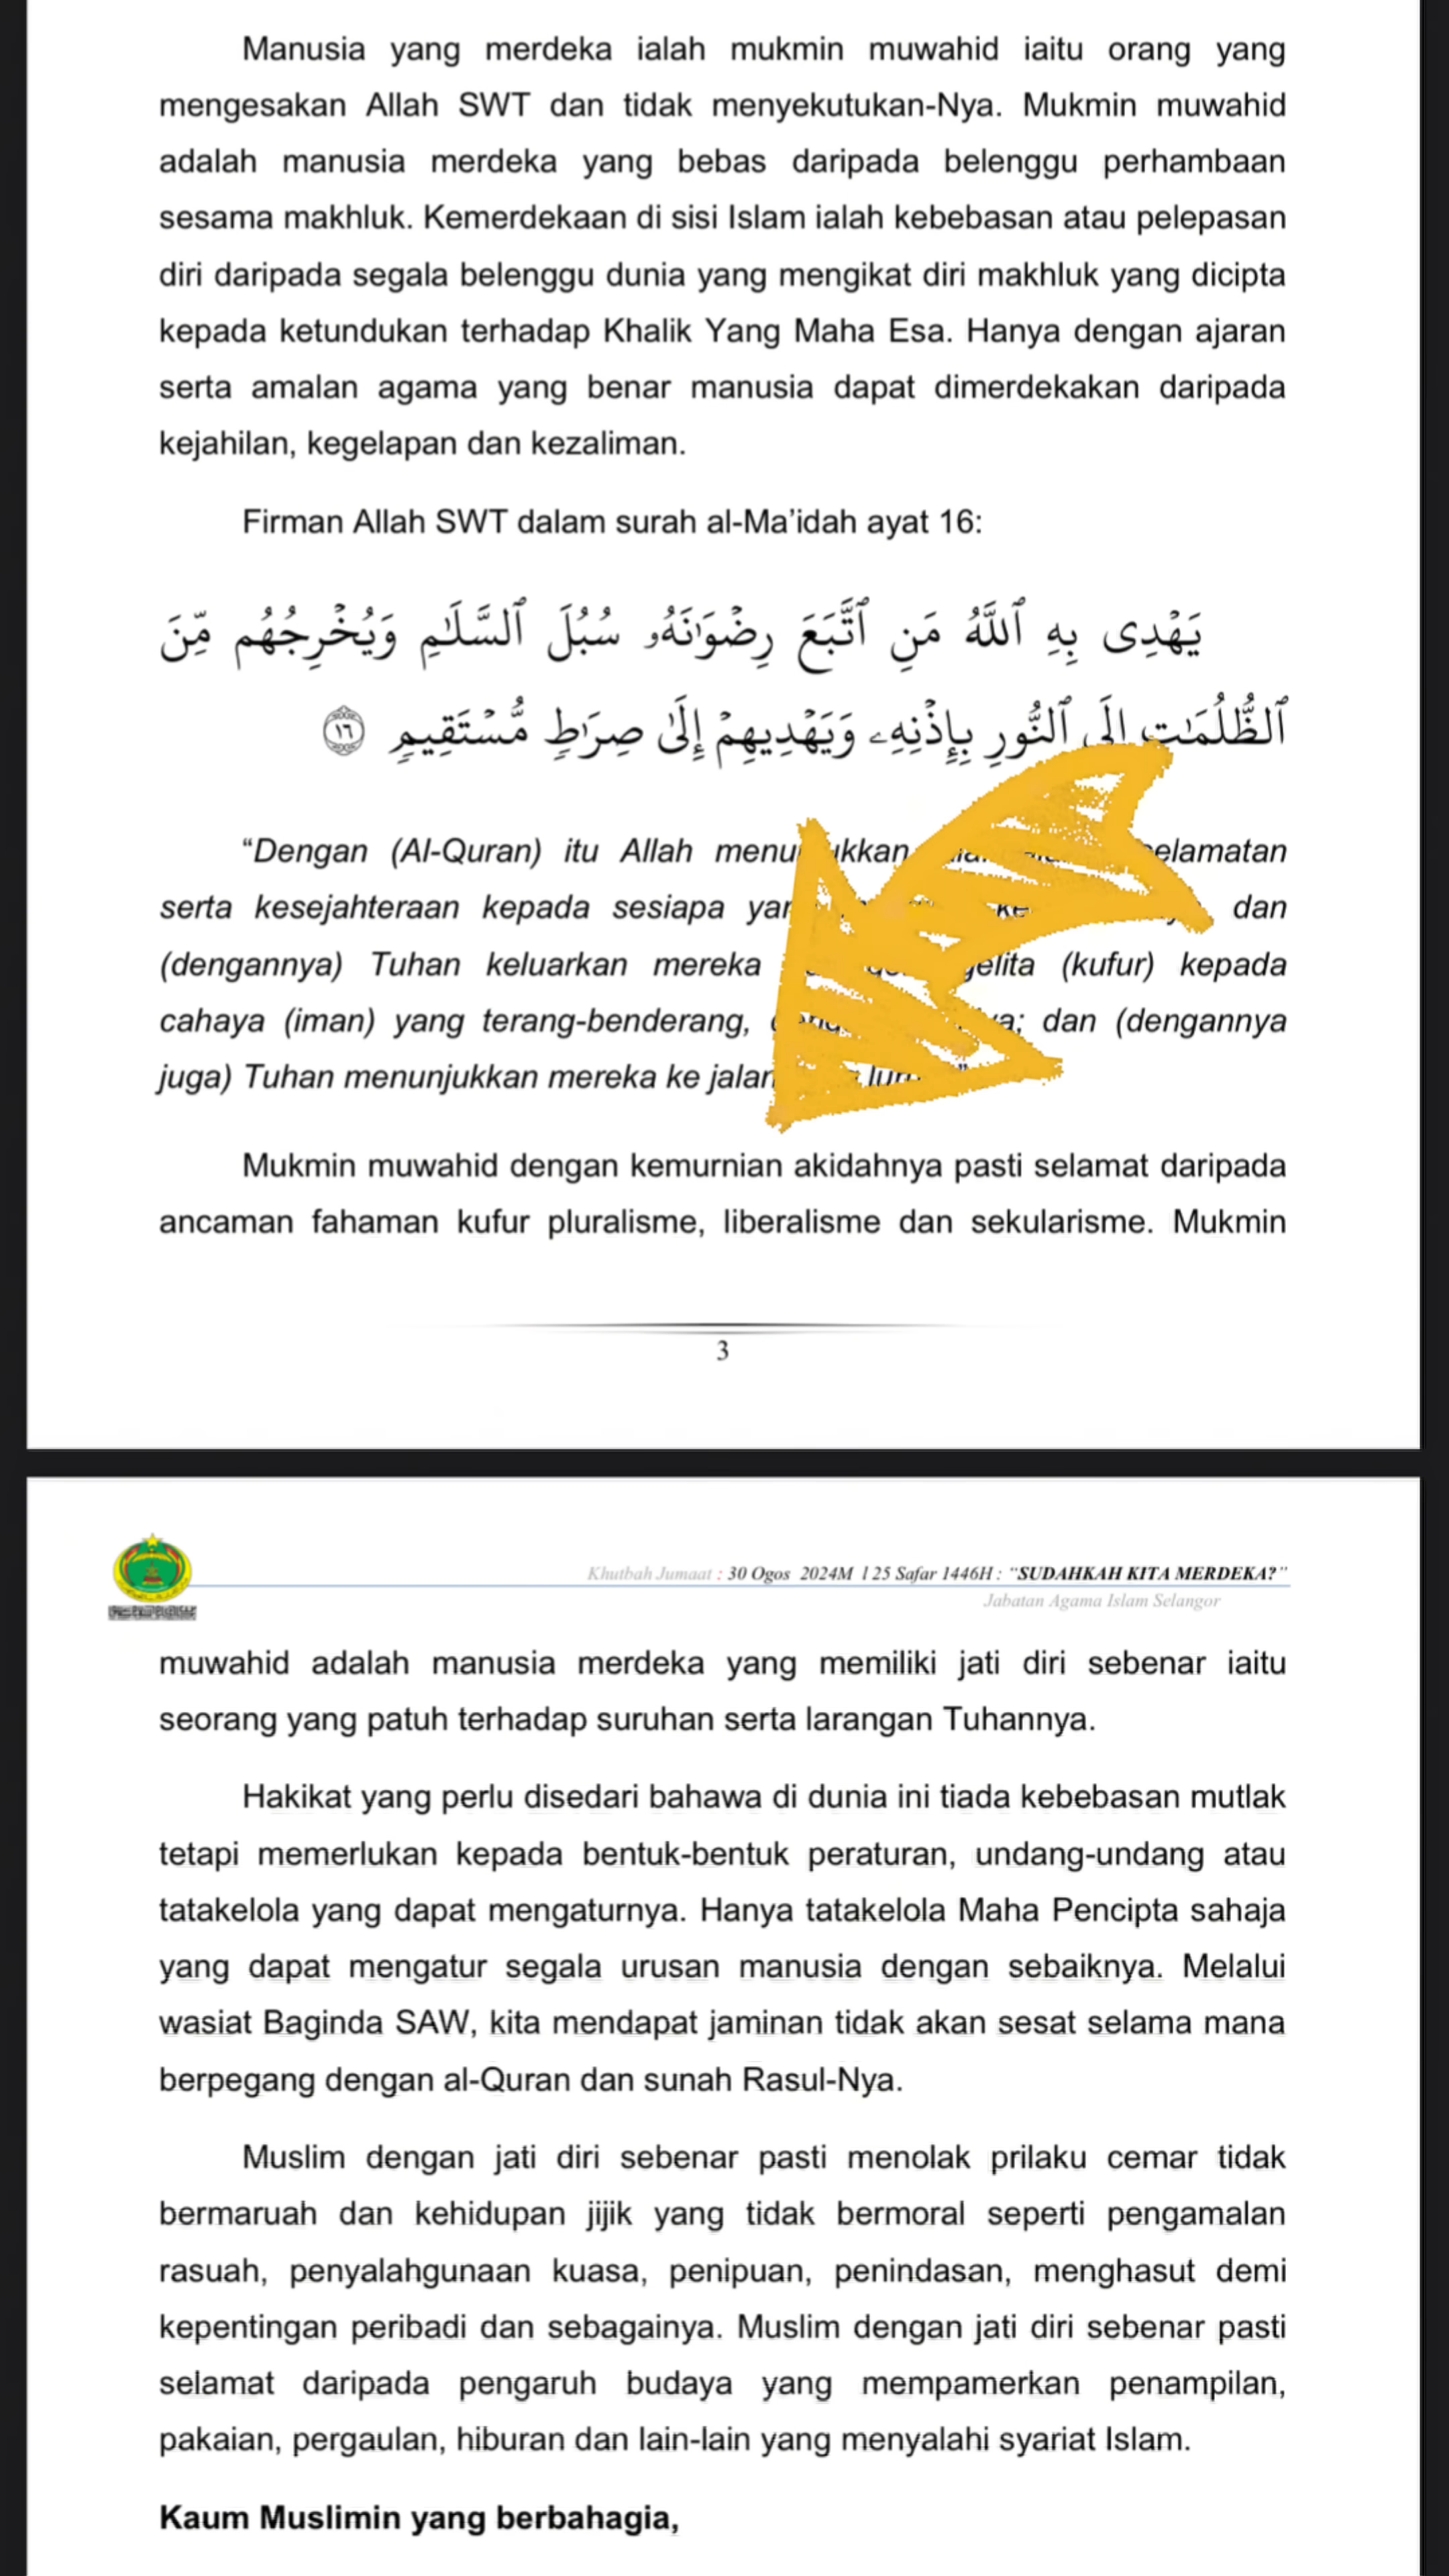 Manusia yang merdeka ialah mukmin muwahid iaitu orang yang
mengesakan Allah SWT dan tidak menyekutukan-Nya. Mukmin muwahid
adalah manusia merdeka yang bebas daripada belenggu perhambaan
sesama makhluk. Kemerdekaan di sisi Islam ialah kebebasan atau pelepasan
diri daripada segala belenggu dunia yang mengikat diri makhluk yang dicipta
kepada ketundukan terhadap Khalik Yang Maha Esa. Hanya dengan ajaran
serta amalan agama yang benar manusia dapat dimerdekakan daripada
kejahilan, kegelapan dan kezaliman.
Firman Allah SWT dalam surah al-Ma’idah ayat 16:
يَهْدِى بِهِ ٱللَّهُ مَنِ ٱتَّبَعَ رِضْوَٰنَهُۥ سُبُلَ ٱلسَّلَٰمِ وَيُخْرِجُهُم مِّنَ
ٱلظُّلُمَٰتِ إِلَى ٱلنُّورِ بِإِذْنِهِۦ وَيَهْدِيهِمْ إِلَىٰ صِرَٰطٍ مُّسْتَقِيمٍ ١٦
“Dengan (Al-Quran) itu Allah
serta kesejahteraan kepada sesiapa dan
(dengannya) Tuhan keluarkan mereka (kufur) kepada
cahaya (iman) yang terang-benderang, dan (dengannya
juga) Tuhan menunjukkan mereka ke
Mukmin muwahid dengan kemurnian akidahnya pasti selamat daripada
ancaman fahaman kufur pluralisme, liberalisme dan sekularisme. Mukmin
3
Khutbah Jumaat : 30 Ogos 2024M l 25 Safar 1446H : “SUDAHKAH KITA MERDEKA?”
Jabatan Agama Islam Selangor
muwahid adalah manusia merdeka yang memiliki jati diri sebenar iaitu
seorang yang patuh terhadap suruhan serta larangan Tuhannya.
Hakikat yang perlu disedari bahawa di dunia ini tiada kebebasan mutlak
tetapi memerlukan kepada bentuk-bentuk peraturan, undang-undang atau
tatakelola yang dapat mengaturnya. Hanya tatakelola Maha Pencipta sahaja
yang dapat mengatur segala urusan manusia dengan sebaiknya. Melalui
wasiat Baginda SAW, kita mendapat jaminan tidak akan sesat selama mana
berpegang dengan al-Quran dan sunah Rasul-Nya.
Muslim dengan jati diri sebenar pasti menolak prilaku cemar tidak
bermaruah dan kehidupan jijik yang tidak bermoral seperti pengamalan
rasuah, penyalahgunaan kuasa, penipuan, penindasan, menghasut demi
kepentingan peribadi dan sebagainya. Muslim dengan jati diri sebenar pasti
selamat daripada pengaruh budaya yang mempamerkan penampilan,
pakaian, pergaulan, hiburan dan lain-lain yang menyalahi syariat Islam.
Kaum Muslimin yang berbahagia,